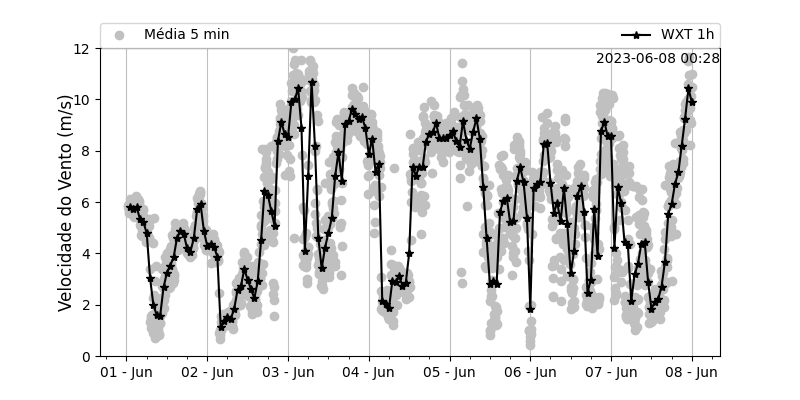 Média 5 min
WXT 1h
2023-06-08 00:28
Velocidade do Vento (m/s)
12
10
8
6
4
2
0
01 - Jun 02 - Jun 03 - Jun 04 - Jun 05 - Jun 06 - Jun 07 - Jun 08 - Jun